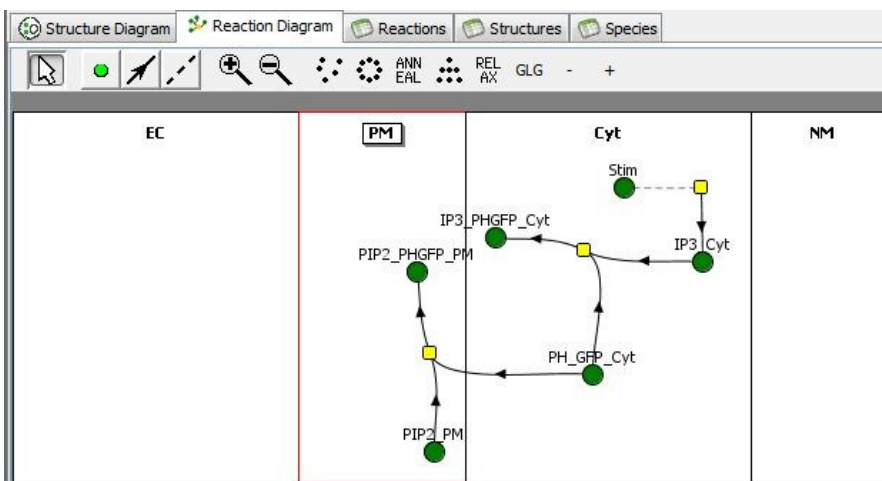 Structure Diagram Reaction Diagram Reactions Structures Species
ANN EAL REL AX GLG - +
EC PM Cyt NM
Stim
IP3_PHGFP_Cyt
IP3_Cyt
PIP2_PHGFP_PM
PH_GFP_Cyt
PIP2_PM